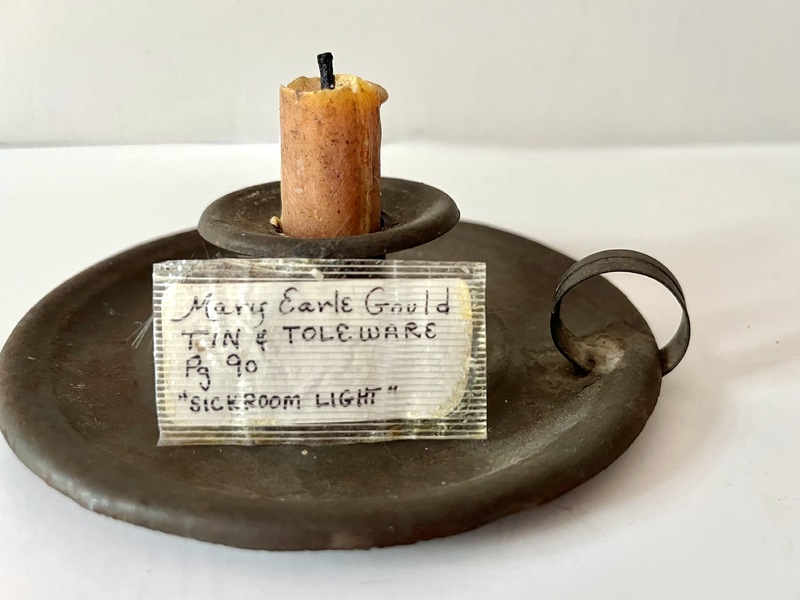 Mary Earle Gould
TIN & TOLEWARE
Pg 90
"SICKROOM LIGHT"